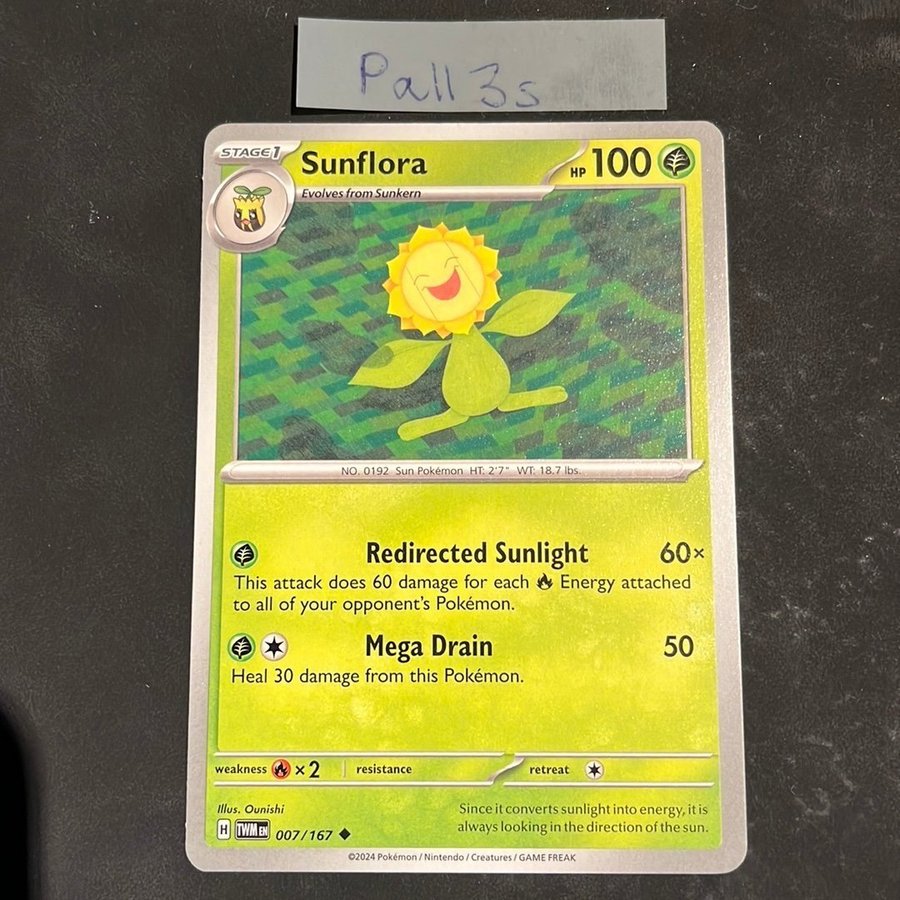 Pall3s
STAGE1
Sunflora
HP 100
Evolves from Sunkern
NO. 0192 Sun Pokémon HT: 2'7" WT: 18.7 lbs.
Redirected Sunlight 60×
This attack does 60 damage for each Energy attached
to all of your opponent's Pokémon.
Mega Drain 50
Heal 30 damage from this Pokémon.
weakness ×2 resistance retreat
Illus. Ounishi
H TWM EN 007/167
Since it converts sunlight into energy, it is
always looking in the direction of the sun.
©2024 Pokémon / Nintendo / Creatures / GAME FREAK